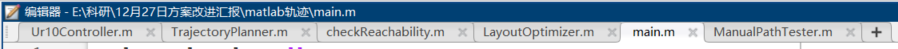 编辑器 - E:\科研\12月27日方案改进汇报\matlab轨迹\main.m
Ur10Controller.m × TrajectoryPlanner.m × checkReachability.m × LayoutOptimizer.m × main.m × ManualPathTester.m × +